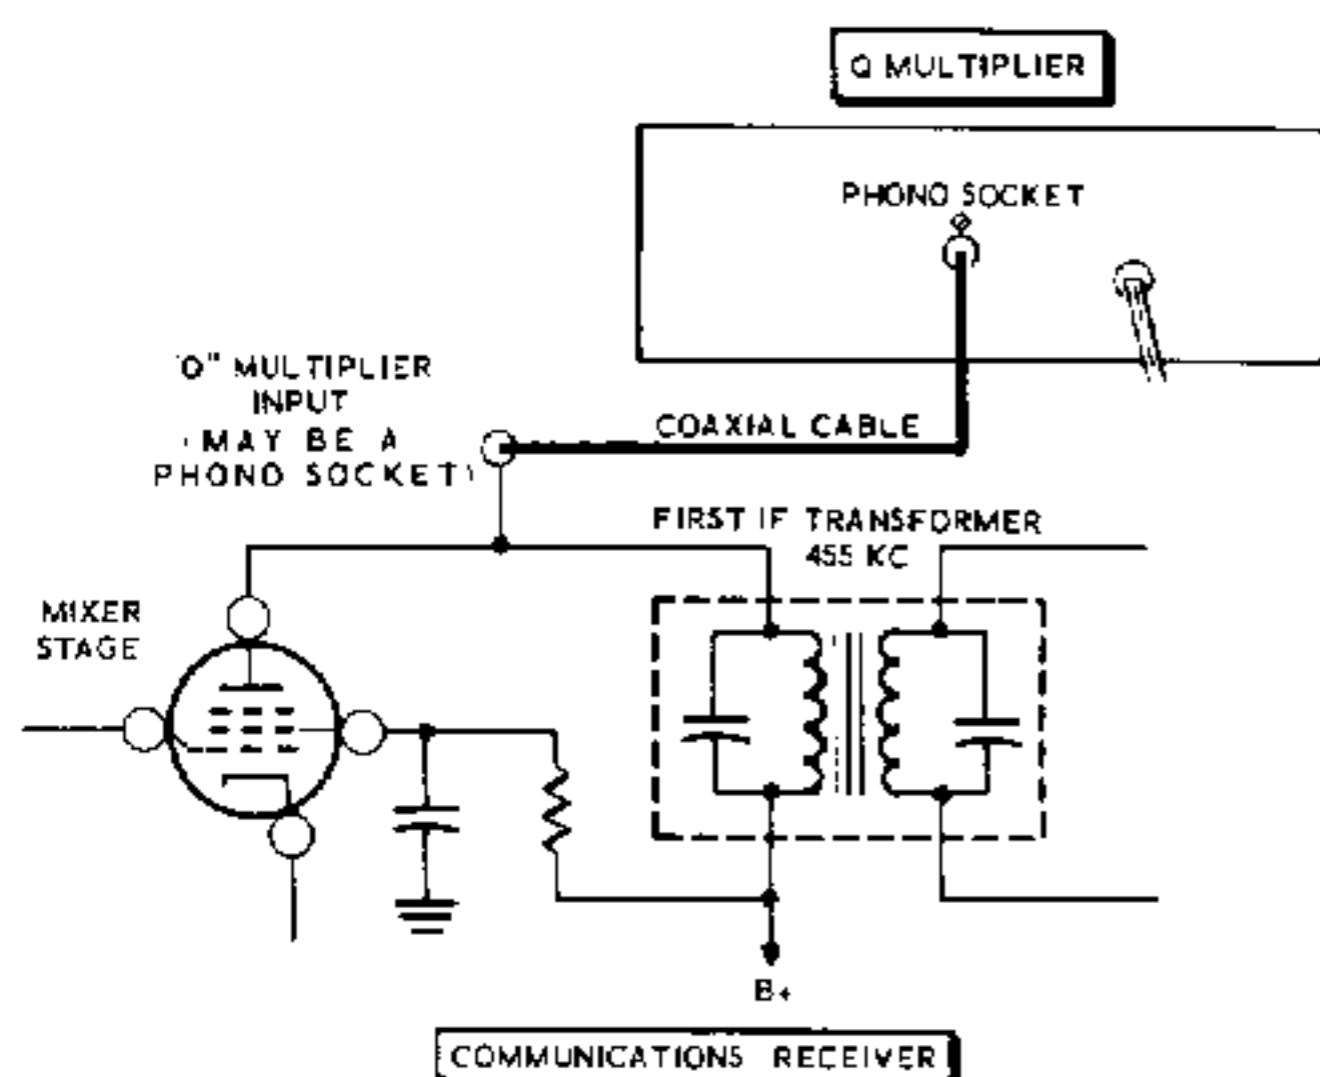 Q MULTIPLIER
PHONO SOCKET
"Q" MULTIPLIER
INPUT
(MAY BE A
PHONO SOCKET)
COAXIAL CABLE
FIRST IF TRANSFORMER
455 KC
MIXER
STAGE
B+
COMMUNICATIONS RECEIVER